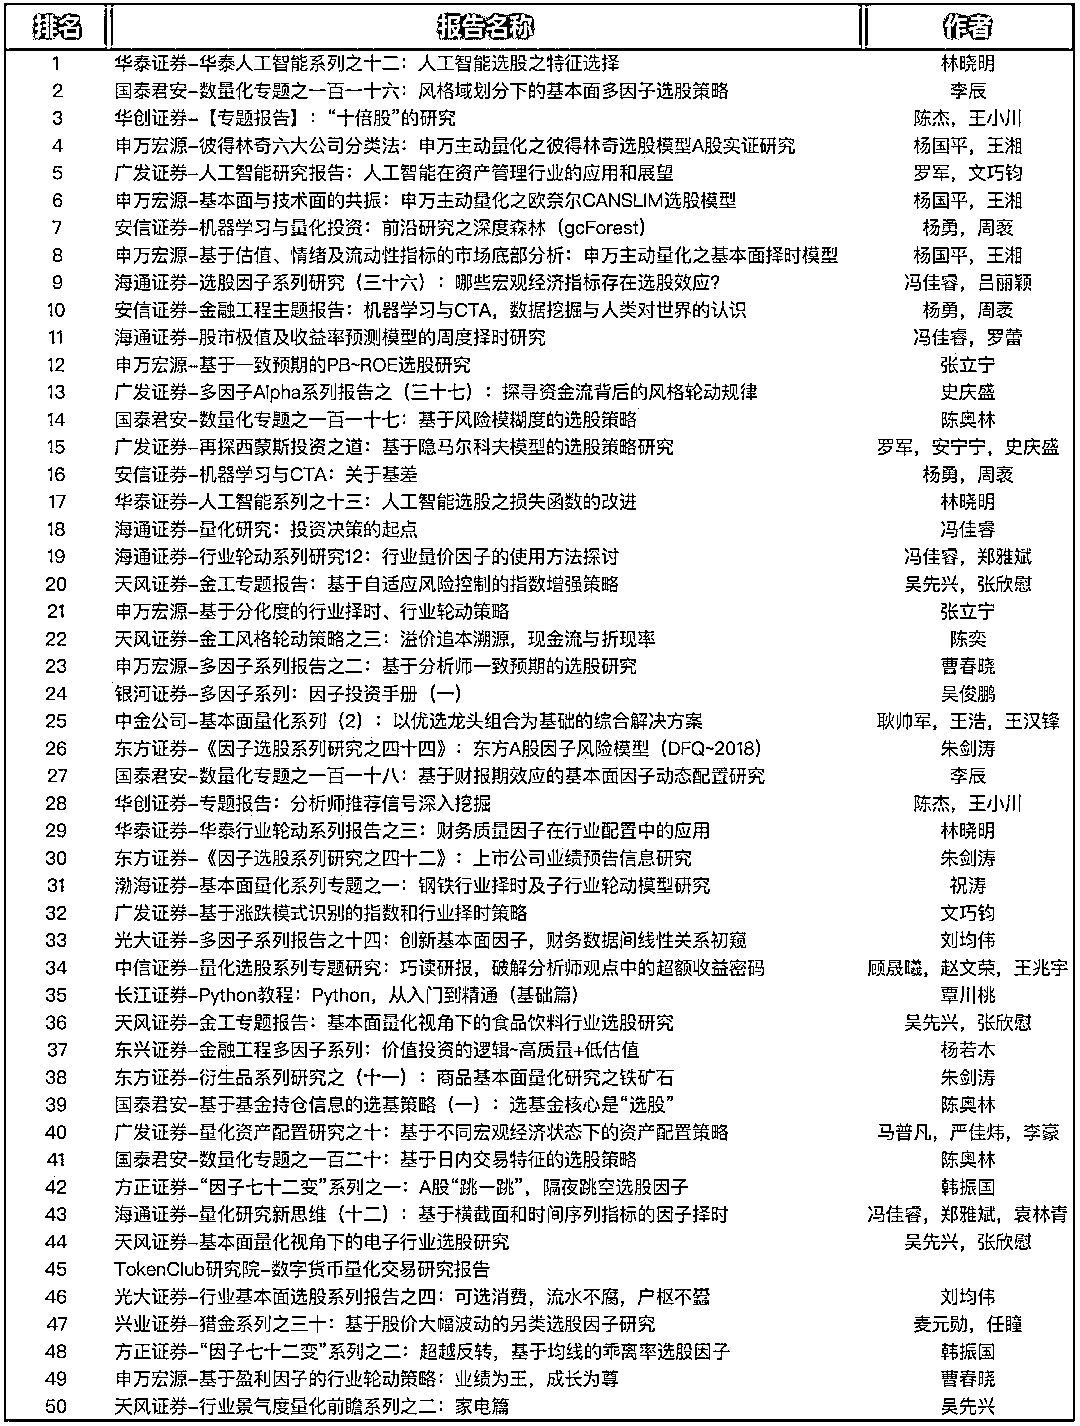 排名 报告名称 作者
1 华泰证券-华泰人工智能系列之十二：人工智能选股之特征选择 林晓明
2 国泰君安-数量化专题之一百一十六：风格域划分下的基本面多因子选股策略 李辰
3 华创证券-【专题报告】：“十倍股”的研究 陈杰，王小川
4 申万宏源-彼得林奇六大公司分类法：申万主动量化之彼得林奇选股模型A股实证研究 杨国平，王湘
5 广发证券-人工智能研究报告：人工智能在资产管理行业的应用和展望 罗军，文巧钧
6 申万宏源-基本面与技术面的共振：申万主动量化之欧奈尔CANSLIM选股模型 杨国平，王湘
7 安信证券-机器学习与量化投资：前沿研究之深度森林（gcForest） 杨勇，周袤
8 申万宏源-基于估值、情绪及流动性指标的市场底部分析：申万主动量化之基本面择时模型 杨国平，王湘
9 海通证券-选股因子系列研究（三十六）：哪些宏观经济指标存在选股效应? 冯佳睿，吕丽颖
10 安信证券-金融工程主题报告：机器学习与CTA，数据挖掘与人类对世界的认识 杨勇，周袤
11 海通证券-股市极值及收益率预测模型的周度择时研究 冯佳睿，罗蕾
12 申万宏源-基于一致预期的PB~ROE选股研究 张立宁
13 广发证券-多因子Alpha系列报告之（三十七）：探寻资金流背后的风格轮动规律 史庆盛
14 国泰君安-数量化专题之一百一十七：基于风险模糊度的选股策略 陈奥林
15 广发证券-再探西蒙斯投资之道：基于隐马尔科夫模型的选股策略研究 罗军，安宁宁，史庆盛
16 安信证券-机器学习与CTA：关于基差 杨勇，周袤
17 华泰证券-人工智能系列之十三：人工智能选股之损失函数的改进 林晓明
18 海通证券-量化研究：投资决策的起点 冯佳睿
19 海通证券-行业轮动系列研究12：行业量价因子的使用方法探讨 冯佳睿，郑雅斌
20 天风证券-金工专题报告：基于自适应风险控制的指数增强策略 吴先兴，张欣慰
21 申万宏源-基于分化度的行业择时、行业轮动策略 张立宁
22 天风证券-金工风格轮动策略之三：溢价追本溯源，现金流与折现率 陈奕
23 申万宏源-多因子系列报告之二：基于分析师一致预期的选股研究 曹春晓
24 银河证券-多因子系列：因子投资手册（一） 吴俊鹏
25 中金公司-基本面量化系列（2）：以优选龙头组合为基础的综合解决方案 耿帅军，王浩，王汉锋
26 东方证券-《因子选股系列研究之四十四》：东方A股因子风险模型（DFQ~2018） 朱剑涛
27 国泰君安-数量化专题之一百一十八：基于财报期效应的基本面因子动态配置研究 李辰
28 华创证券-专题报告：分析师推荐信号深入挖掘 陈杰，王小川
29 华泰证券-华泰行业轮动系列报告之三：财务质量因子在行业配置中的应用 林晓明
30 东方证券-《因子选股系列研究之四十二》：上市公司业绩预告信息研究 朱剑涛
31 渤海证券-基本面量化系列专题之一：钢铁行业择时及子行业轮动模型研究 祝涛
32 广发证券-基于涨跌模式识别的指数和行业择时策略 文巧钧
33 光大证券-多因子系列报告之十四：创新基本面因子，财务数据间线性关系初窥 刘均伟
34 中信证券-量化选股系列专题研究：巧读研报，破解分析师观点中的超额收益密码 顾晟曦，赵文荣，王兆宇
35 长江证券-Python教程：Python，从入门到精通（基础篇） 覃川桃
36 天风证券-金工专题报告：基本面量化视角下的食品饮料行业选股研究 吴先兴，张欣慰
37 东兴证券-金融工程多因子系列：价值投资的逻辑~高质量+低估值 杨若木
38 东方证券-衍生品系列研究之（十一）：商品基本面量化研究之铁矿石 朱剑涛
39 国泰君安-基于基金持仓信息的选基策略（一）：选基金核心是“选股” 陈奥林
40 广发证券-量化资产配置研究之十：基于不同宏观经济状态下的资产配置策略 马普凡，严佳炜，李豪
41 国泰君安-数量化专题之一百二十：基于日内交易特征的选股策略 陈奥林
42 方正证券-“因子七十二变”系列之一：A股“跳一跳”，隔夜跳空选股因子 韩振国
43 海通证券-量化研究新思维（十二）：基于横截面和时间序列指标的因子择时 冯佳睿，郑雅斌，袁林青
44 天风证券-基本面量化视角下的电子行业选股研究 吴先兴，张欣慰
45 TokenClub研究院-数字货币量化交易研究报告
46 光大证券-行业基本面选股系列报告之四：可选消费，流水不腐，户枢不蠹 刘均伟
47 兴业证券-猎金系列之三十：基于股价大幅波动的另类选股因子研究 麦元勋，任瞳
48 方正证券-“因子七十二变”系列之二：超越反转，基于均线的乖离率选股因子 韩振国
49 申万宏源-基于盈利因子的行业轮动策略：业绩为王，成长为尊 曹春晓
50 天风证券-行业景气度量化前瞻系列之二：家电篇 吴先兴